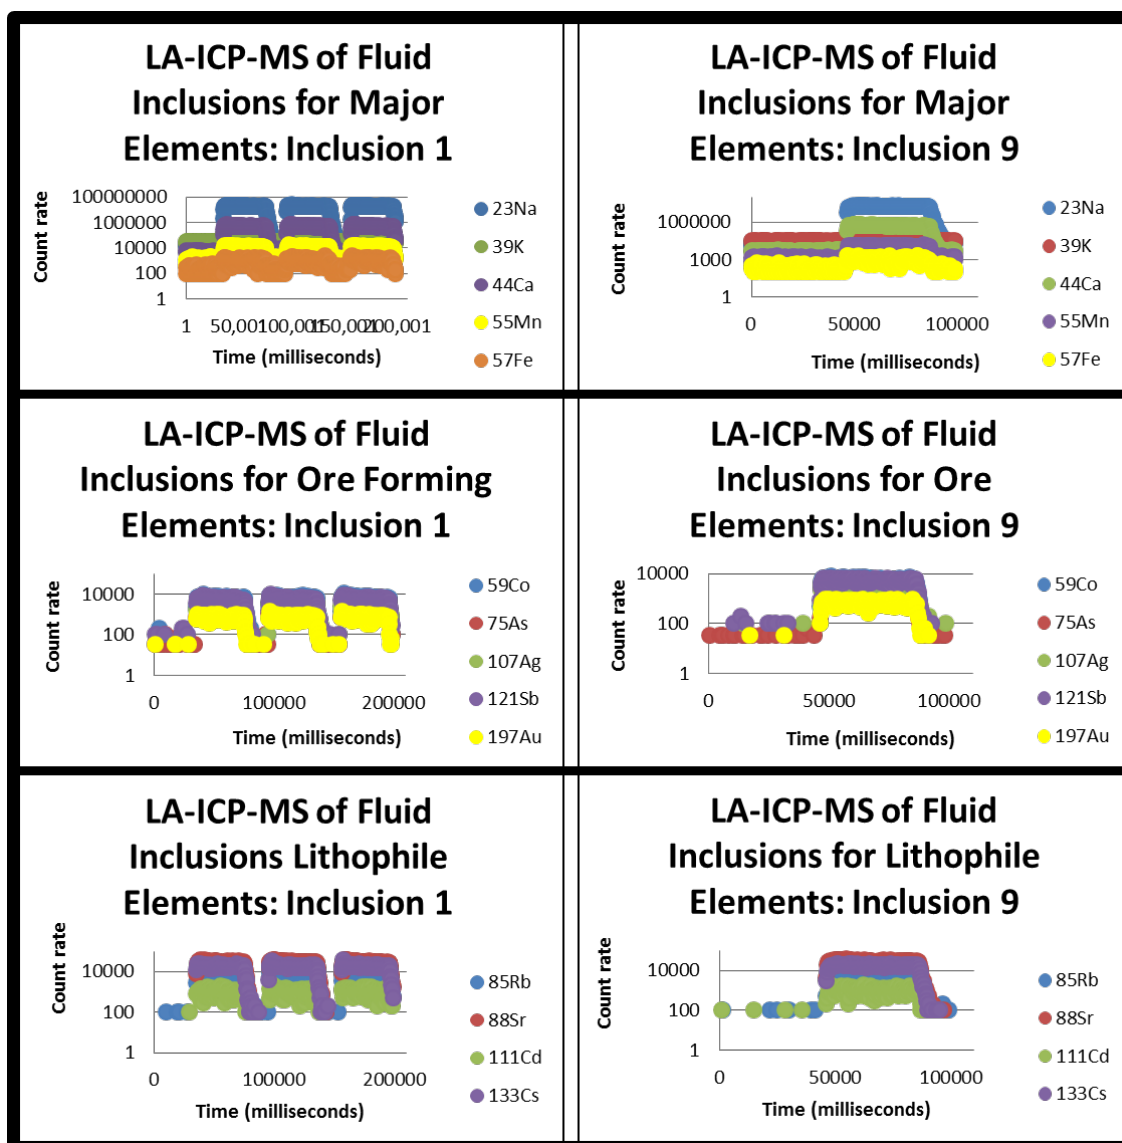 LA-ICP-MS of Fluid
Inclusions for Major
Elements: Inclusion 1
Count rate
100000000
1000000
10000
100
1
1
50,001
100,001
150,001
200,001
Time (milliseconds)
23Na
39K
44Ca
55Mn
57Fe
LA-ICP-MS of Fluid
Inclusions for Major
Elements: Inclusion 9
Count rate
1000000
1000
1
0
50000
100000
Time (milliseconds)
23Na
39K
44Ca
55Mn
57Fe
LA-ICP-MS of Fluid
Inclusions for Ore Forming
Elements: Inclusion 1
Count rate
10000
100
1
0
100000
200000
Time (milliseconds)
59Co
75As
107Ag
121Sb
197Au
LA-ICP-MS of Fluid
Inclusions for Ore
Elements: Inclusion 9
Count rate
10000
100
1
0
50000
100000
Time (milliseconds)
59Co
75As
107Ag
121Sb
197Au
LA-ICP-MS of Fluid
Inclusions Lithophile
Elements: Inclusion 1
Count rate
10000
100
1
0
100000
200000
Time (milliseconds)
85Rb
88Sr
111Cd
133Cs
LA-ICP-MS of Fluid
Inclusions for Lithophile
Elements: Inclusion 9
Count rate
10000
100
1
0
50000
100000
Time (milliseconds)
85Rb
88Sr
111Cd
133Cs